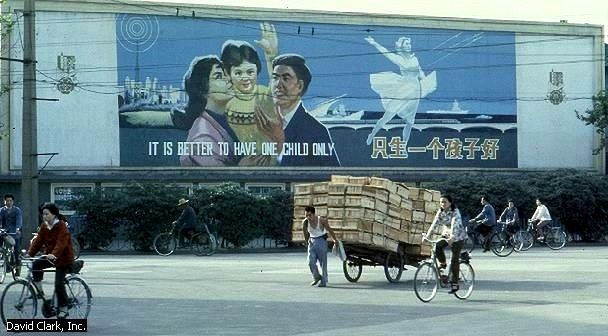 IT IS BETTER TO HAVE ONE CHILD ONLY
只生一个孩子好
David Clark, Inc.